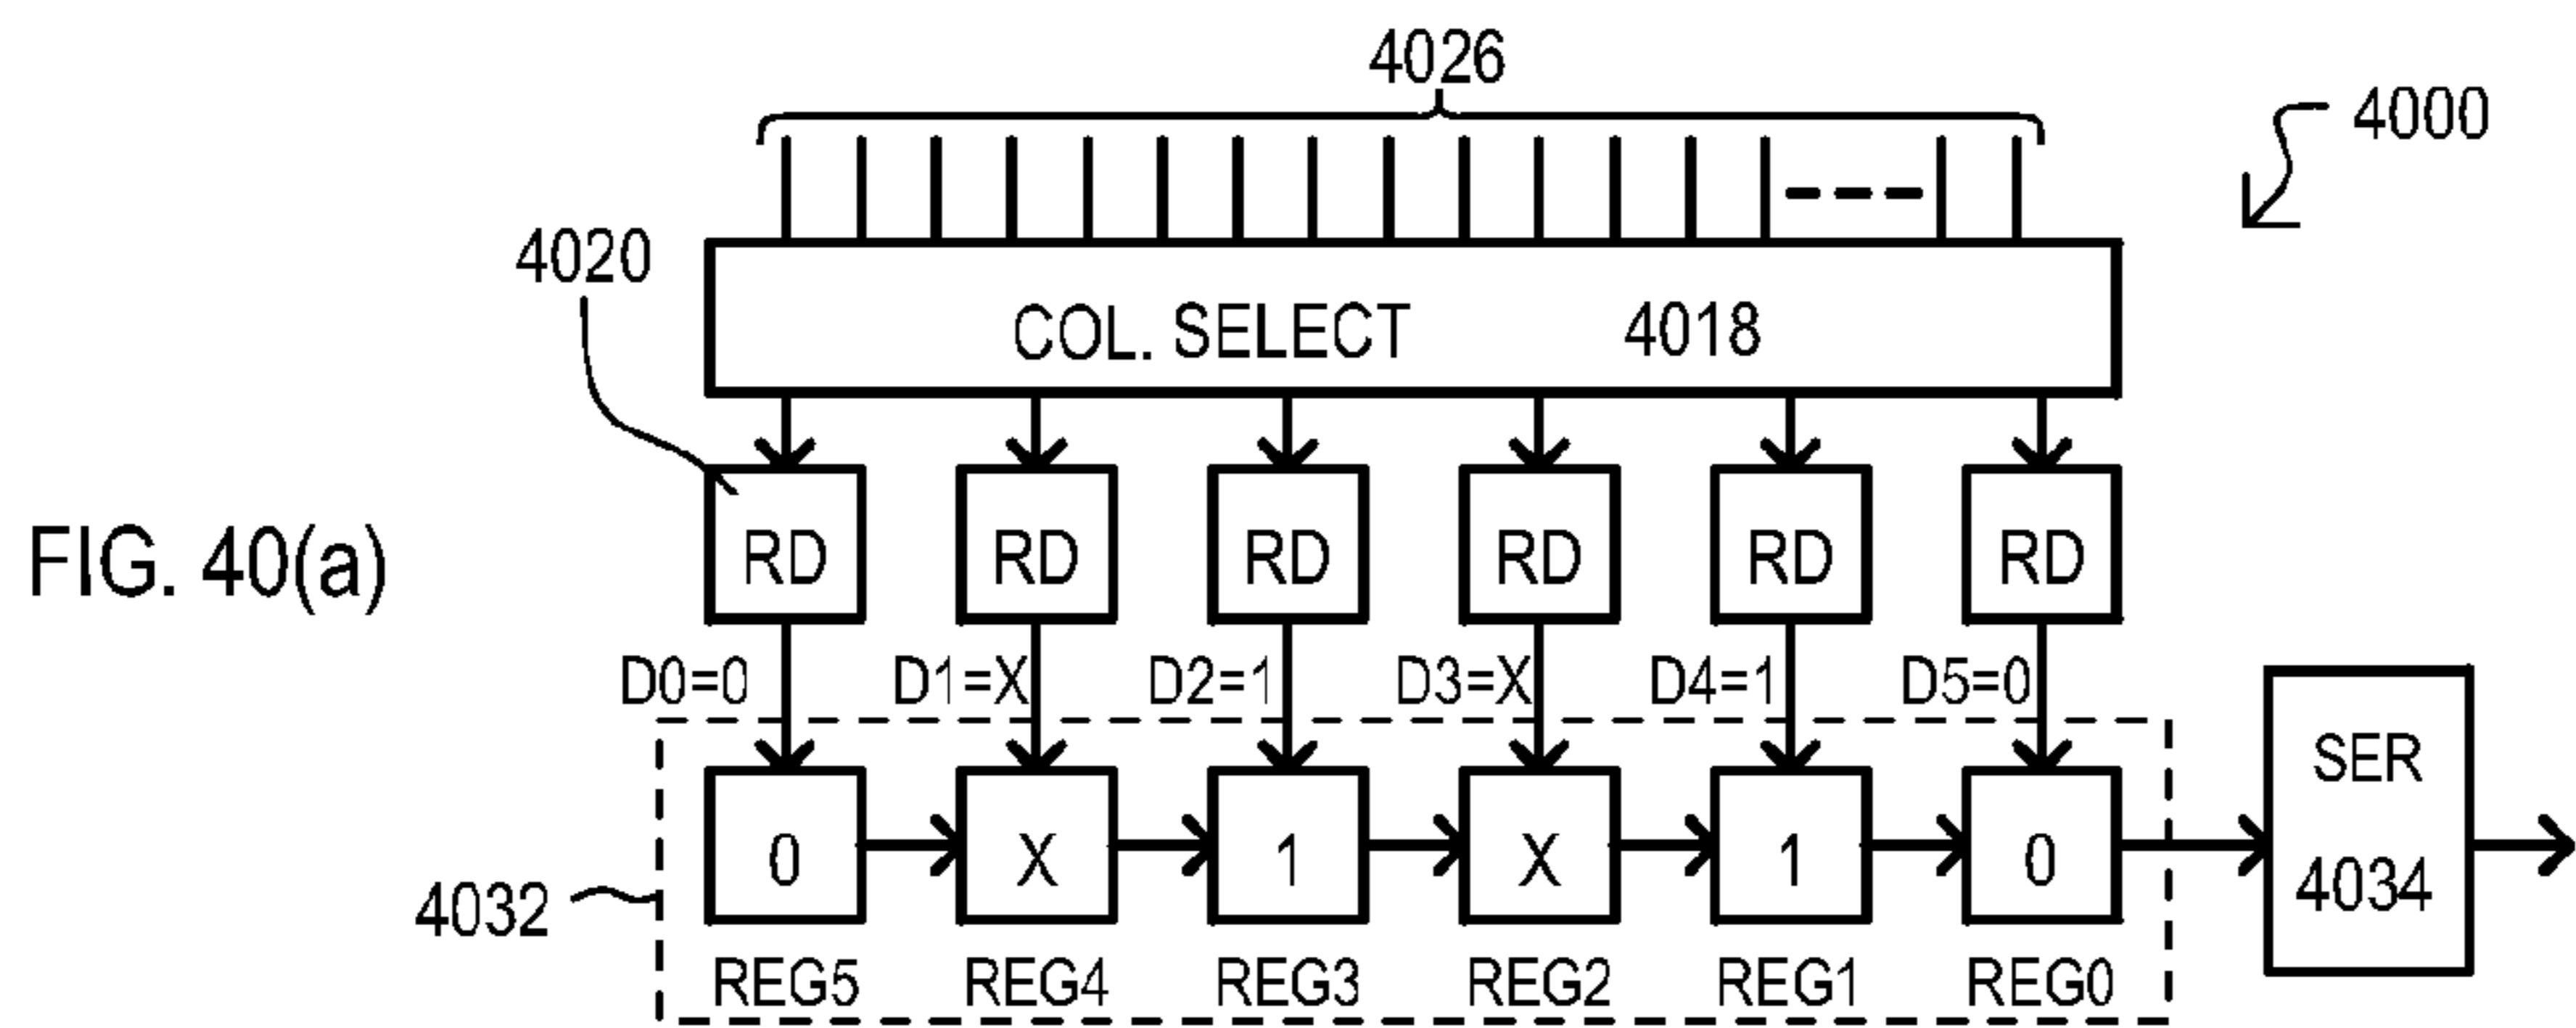 4026
4000
4020
COL. SELECT 4018
FIG. 40(a)
RD RD RD RD RD RD
D0=0 D1=X D2=1 D3=X D4=1 D5=0
SER
4034
0 X 1 X 1 0
4032
REG5 REG4 REG3 REG2 REG1 REG0